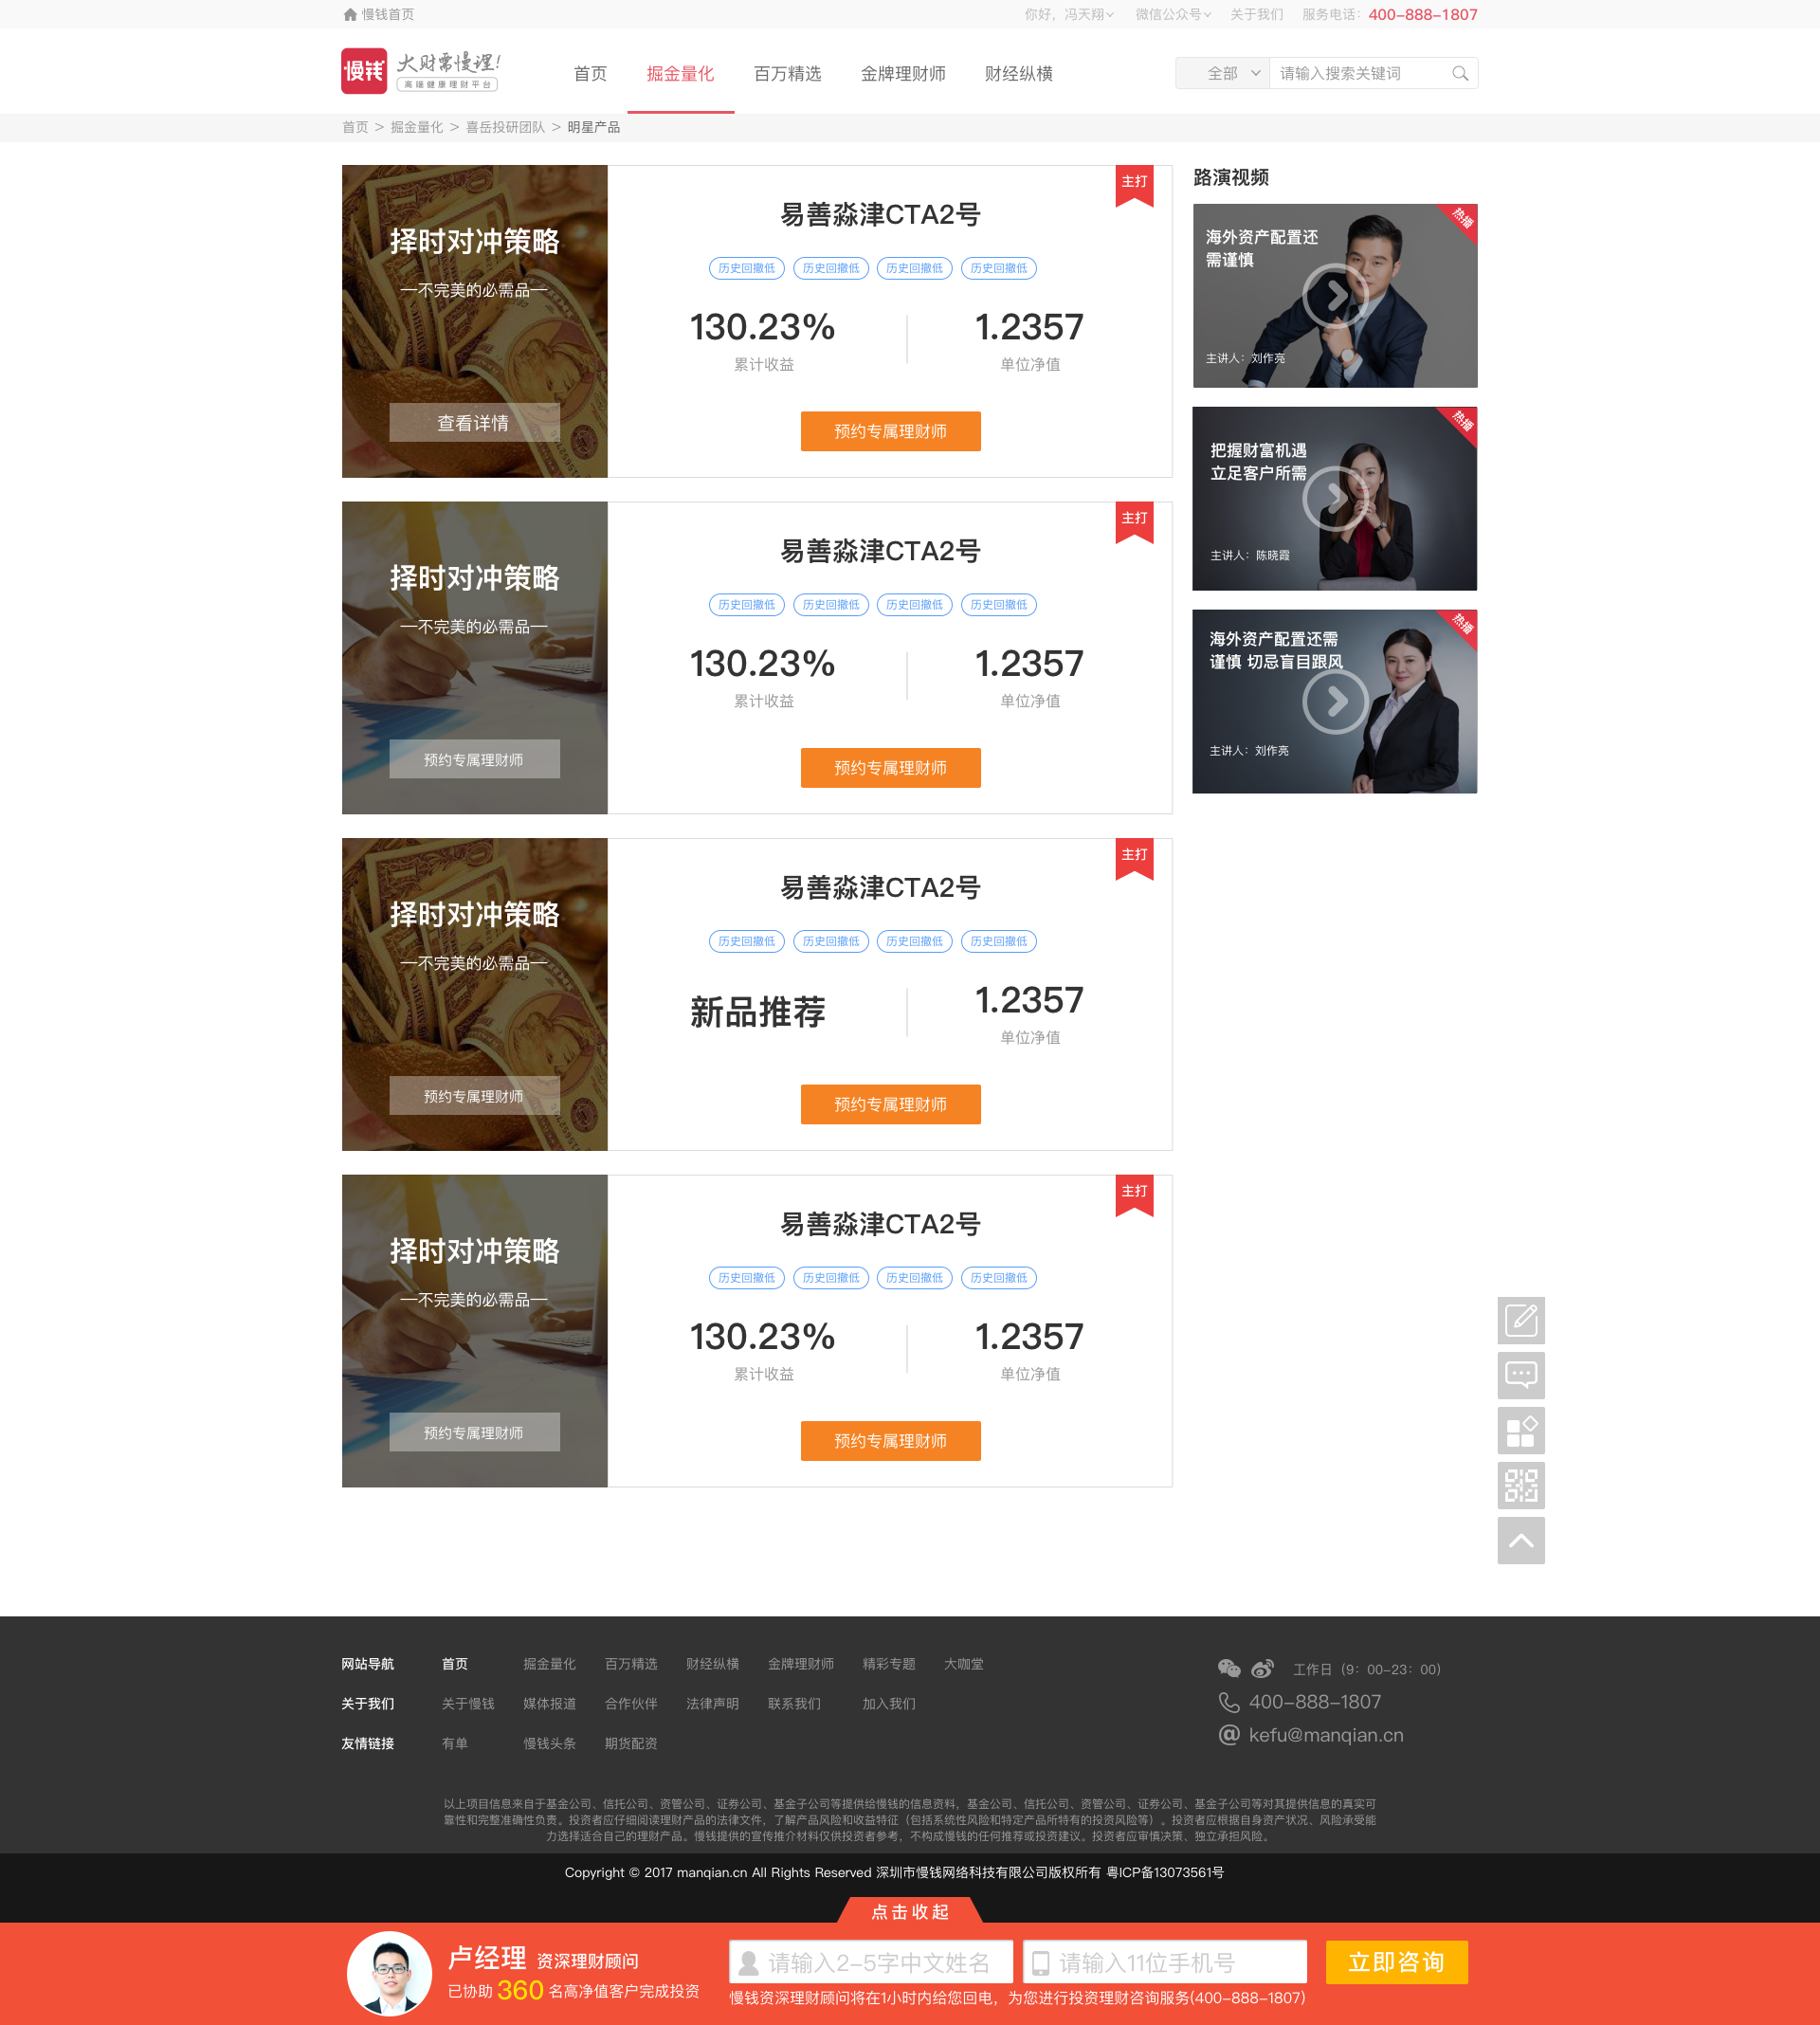 慢钱首页
你好，冯天翔
微信公众号
关于我们
服务电话：400-888-1807
慢钱
大财需慢理!
高端健康理财平台
首页
掘金量化
百万精选
金牌理财师
财经纵横
全部
请输入搜索关键词
首页 > 掘金量化 > 喜岳投研团队 > 明星产品
择时对冲策略
—不完美的必需品—
查看详情
主打
易善淼津CTA2号
历史回撤低 历史回撤低 历史回撤低 历史回撤低
130.23% 1.2357
累计收益 单位净值
预约专属理财师
择时对冲策略
—不完美的必需品—
预约专属理财师
主打
易善淼津CTA2号
历史回撤低 历史回撤低 历史回撤低 历史回撤低
130.23% 1.2357
累计收益 单位净值
预约专属理财师
择时对冲策略
—不完美的必需品—
预约专属理财师
主打
易善淼津CTA2号
历史回撤低 历史回撤低 历史回撤低 历史回撤低
新品推荐 1.2357
单位净值
预约专属理财师
择时对冲策略
—不完美的必需品—
预约专属理财师
主打
易善淼津CTA2号
历史回撤低 历史回撤低 历史回撤低 历史回撤低
130.23% 1.2357
累计收益 单位净值
预约专属理财师
路演视频
热播
海外资产配置还
需谨慎
主讲人：刘作亮
热播
把握财富机遇
立足客户所需
主讲人：陈晓霞
热播
海外资产配置还需
谨慎 切忌盲目跟风
主讲人：刘作亮
网站导航 首页 掘金量化 百万精选 财经纵横 金牌理财师 精彩专题 大咖堂
关于我们 关于慢钱 媒体报道 合作伙伴 法律声明 联系我们 加入我们
友情链接 有单 慢钱头条 期货配资
工作日（9：00-23：00）
400-888-1807
kefu@manqian.cn
以上项目信息来自于基金公司、信托公司、资管公司、证券公司、基金子公司等提供给慢钱的信息资料，基金公司、信托公司、资管公司、证券公司、基金子公司等对其提供信息的真实可
靠性和完整准确性负责。投资者应仔细阅读理财产品的法律文件，了解产品风险和收益特征（包括系统性风险和特定产品所特有的投资风险等）。投资者应根据自身资产状况、风险承受能
力选择适合自己的理财产品。慢钱提供的宣传推介材料仅供投资者参考，不构成慢钱的任何推荐或投资建议。投资者应审慎决策、独立承担风险。
Copyright © 2017 manqian.cn All Rights Reserved 深圳市慢钱网络科技有限公司版权所有 粤ICP备13073561号
点击收起
卢经理 资深理财顾问
已协助 360 名高净值客户完成投资
请输入2-5字中文姓名
请输入11位手机号
立即咨询
慢钱资深理财顾问将在1小时内给您回电，为您进行投资理财咨询服务(400-888-1807)